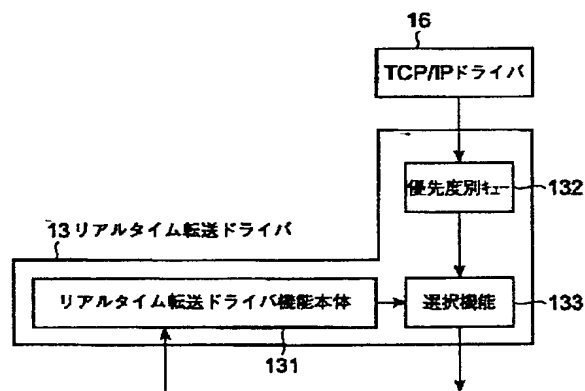 16
TCP/IPドライバ
優先度別キュー
132
13 リアルタイム転送ドライバ
リアルタイム転送ドライバ機能本体
選択機能
133
131